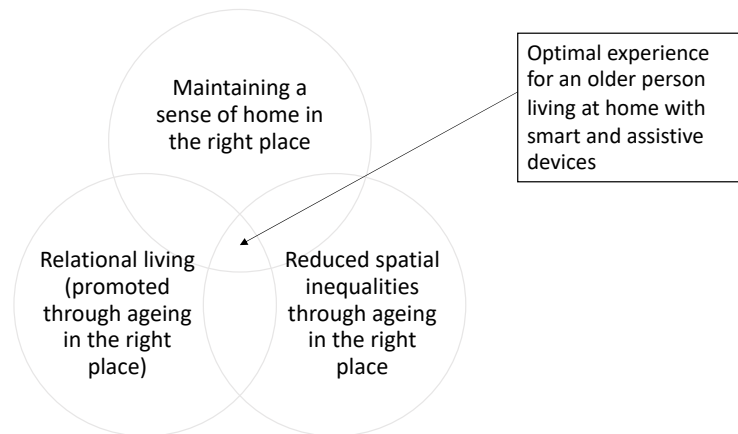 Maintaining a
sense of home in
the right place
Optimal experience
for an older person
living at home with
smart and assistive
devices
Relational living
(promoted
through ageing
in the right
place)
Reduced spatial
inequalities
through ageing
in the right
place